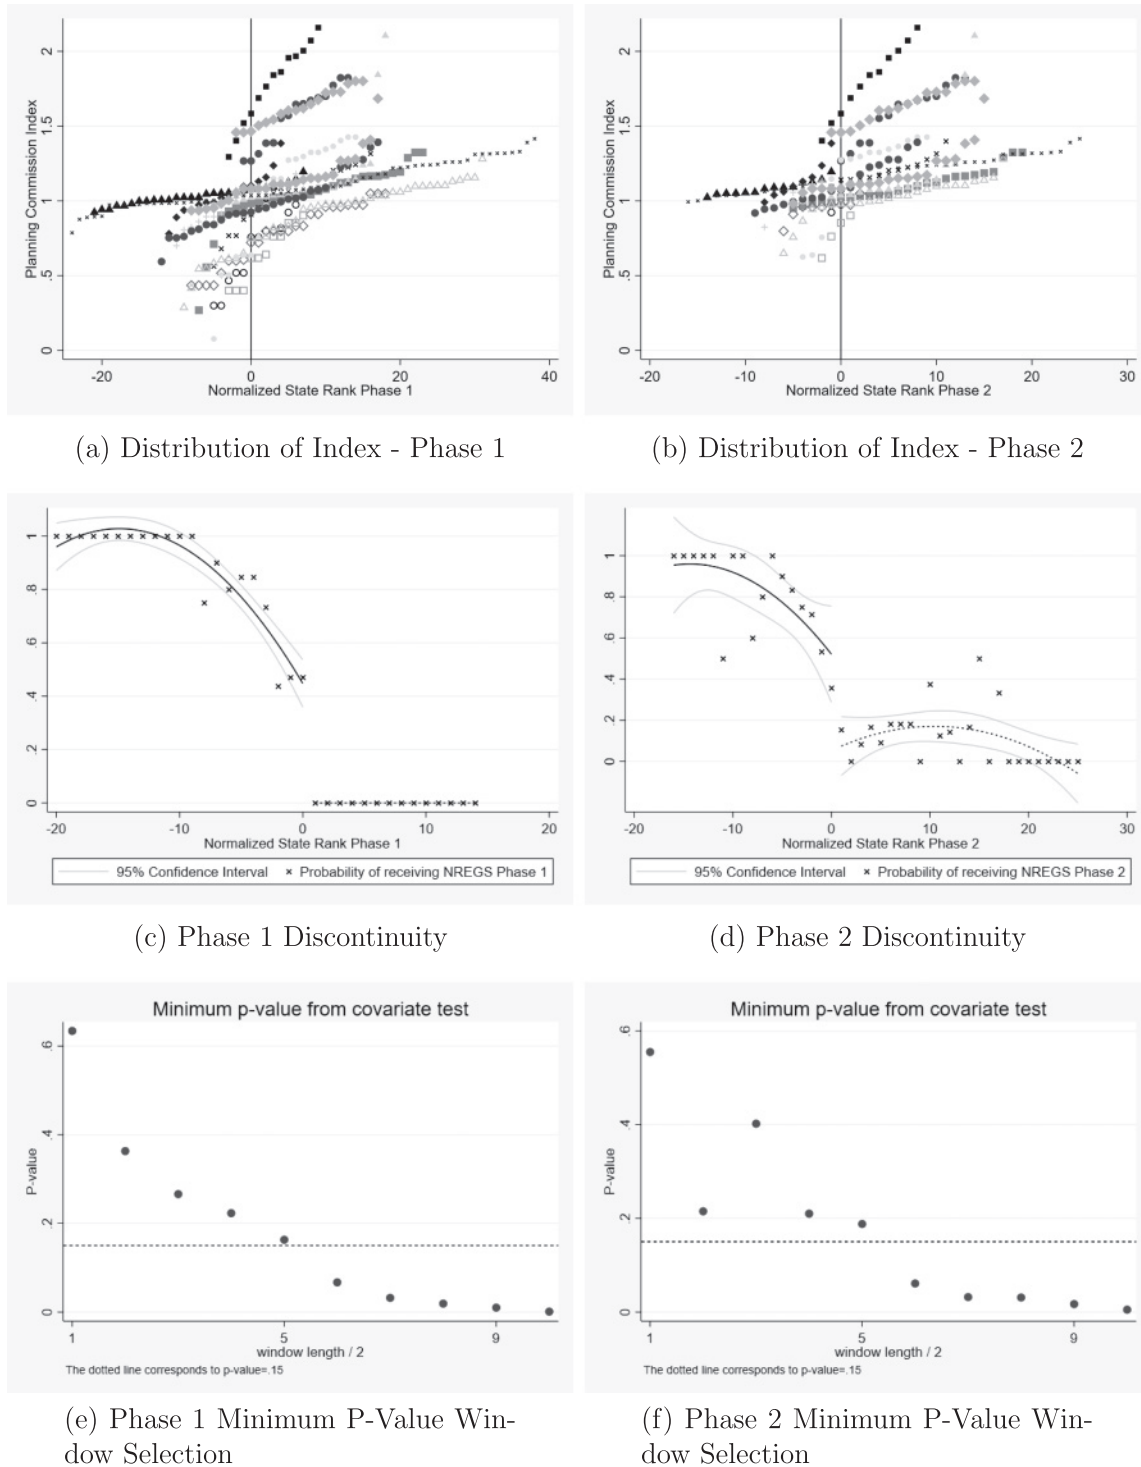 Planning Commission Index
0 .5 1 1.5 2
-20 0 20 40
Normalized State Rank Phase 1
(a) Distribution of Index - Phase 1
Planning Commission Index
0 .5 1 1.5 2
-20 -10 0 10 20 30
Normalized State Rank Phase 2
(b) Distribution of Index - Phase 2
0 .2 .4 .6 .8 1
-20 -10 0 10 20
Normalized State Rank Phase 1
95% Confidence Interval × Probability of receiving NREGS Phase 1
(c) Phase 1 Discontinuity
0 .2 .4 .6 .8 1
-20 -10 0 10 20 30
Normalized State Rank Phase 2
95% Confidence Interval × Probability of receiving NREGS Phase 2
(d) Phase 2 Discontinuity
Minimum p-value from covariate test
P-value
0 .2 .4 .6
1 5 9
window length / 2
The dotted line corresponds to p-value=.15
(e) Phase 1 Minimum P-Value Win-
dow Selection
Minimum p-value from covariate test
P-value
0 .2 .4 .6
1 5 9
window length / 2
The dotted line corresponds to p-value=.15
(f) Phase 2 Minimum P-Value Win-
dow Selection